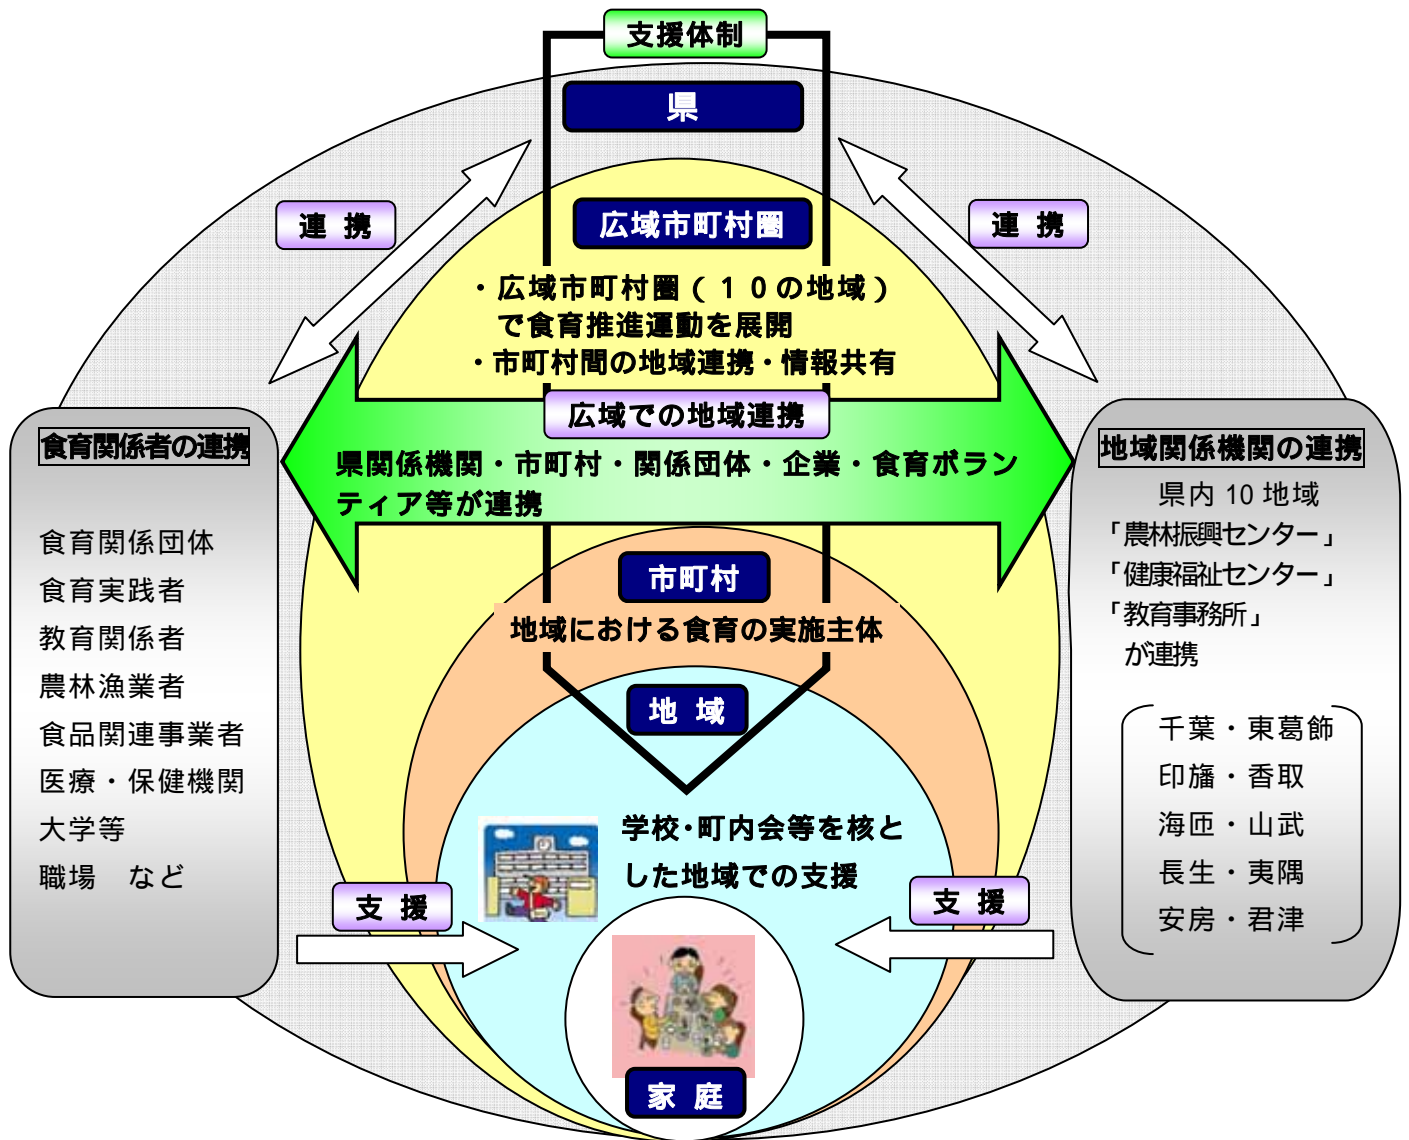 支援体制
県
連 携
連 携
広域市町村圏
・広域市町村圏(10の地域)
で食育推進運動を展開
・市町村間の地域連携・情報共有
広域での地域連携
県関係機関・市町村・関係団体・企業・食育ボラン
ティア等が連携
食育関係者の連携
食育関係団体
食育実践者
教育関係者
農林漁業者
食品関連事業者
医療・保健機関
大学等
職場 など
地域関係機関の連携
県内10地域
「農林振興センター」
「健康福祉センター」
「教育事務所」
が連携
千葉・東葛飾
印旛・香取
海匝・山武
長生・夷隅
安房・君津
市町村
地域における食育の実施主体
地 域
学校・町内会等を核と
した地域での支援
支 援
支 援
家 庭